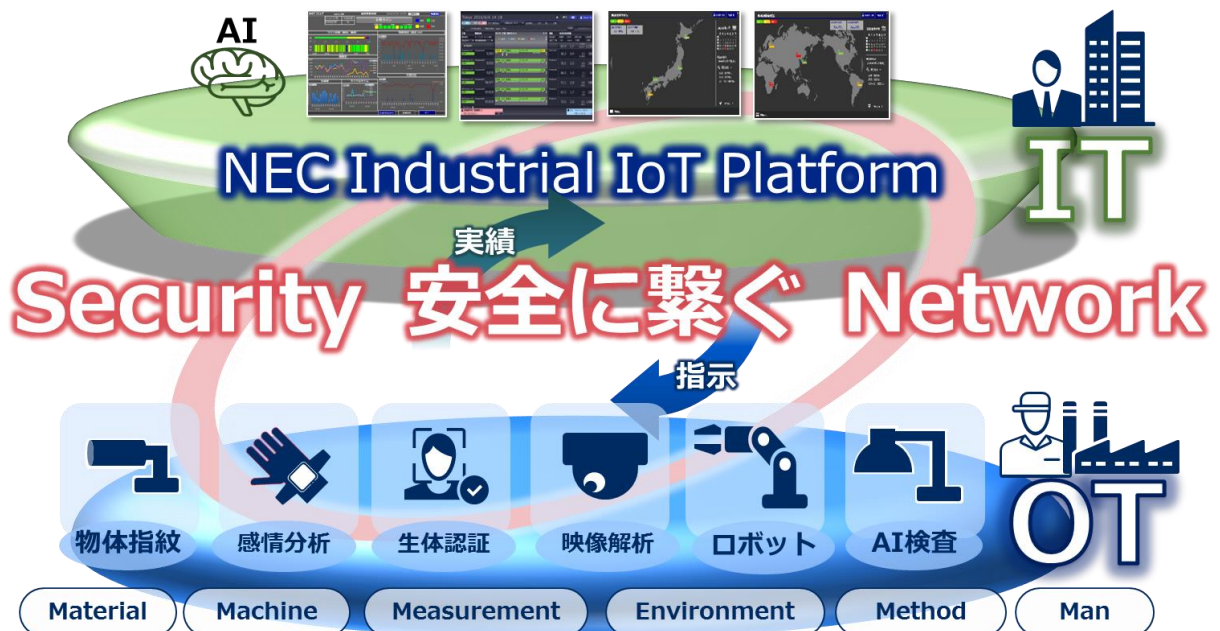 AI
NEC Industrial IoT Platform
IT
実績
Security 安全に繋ぐ Network
指示
OT
物体指紋
感情分析
生体認証
映像解析
ロボット
AI検査
Material
Machine
Measurement
Environment
Method
Man